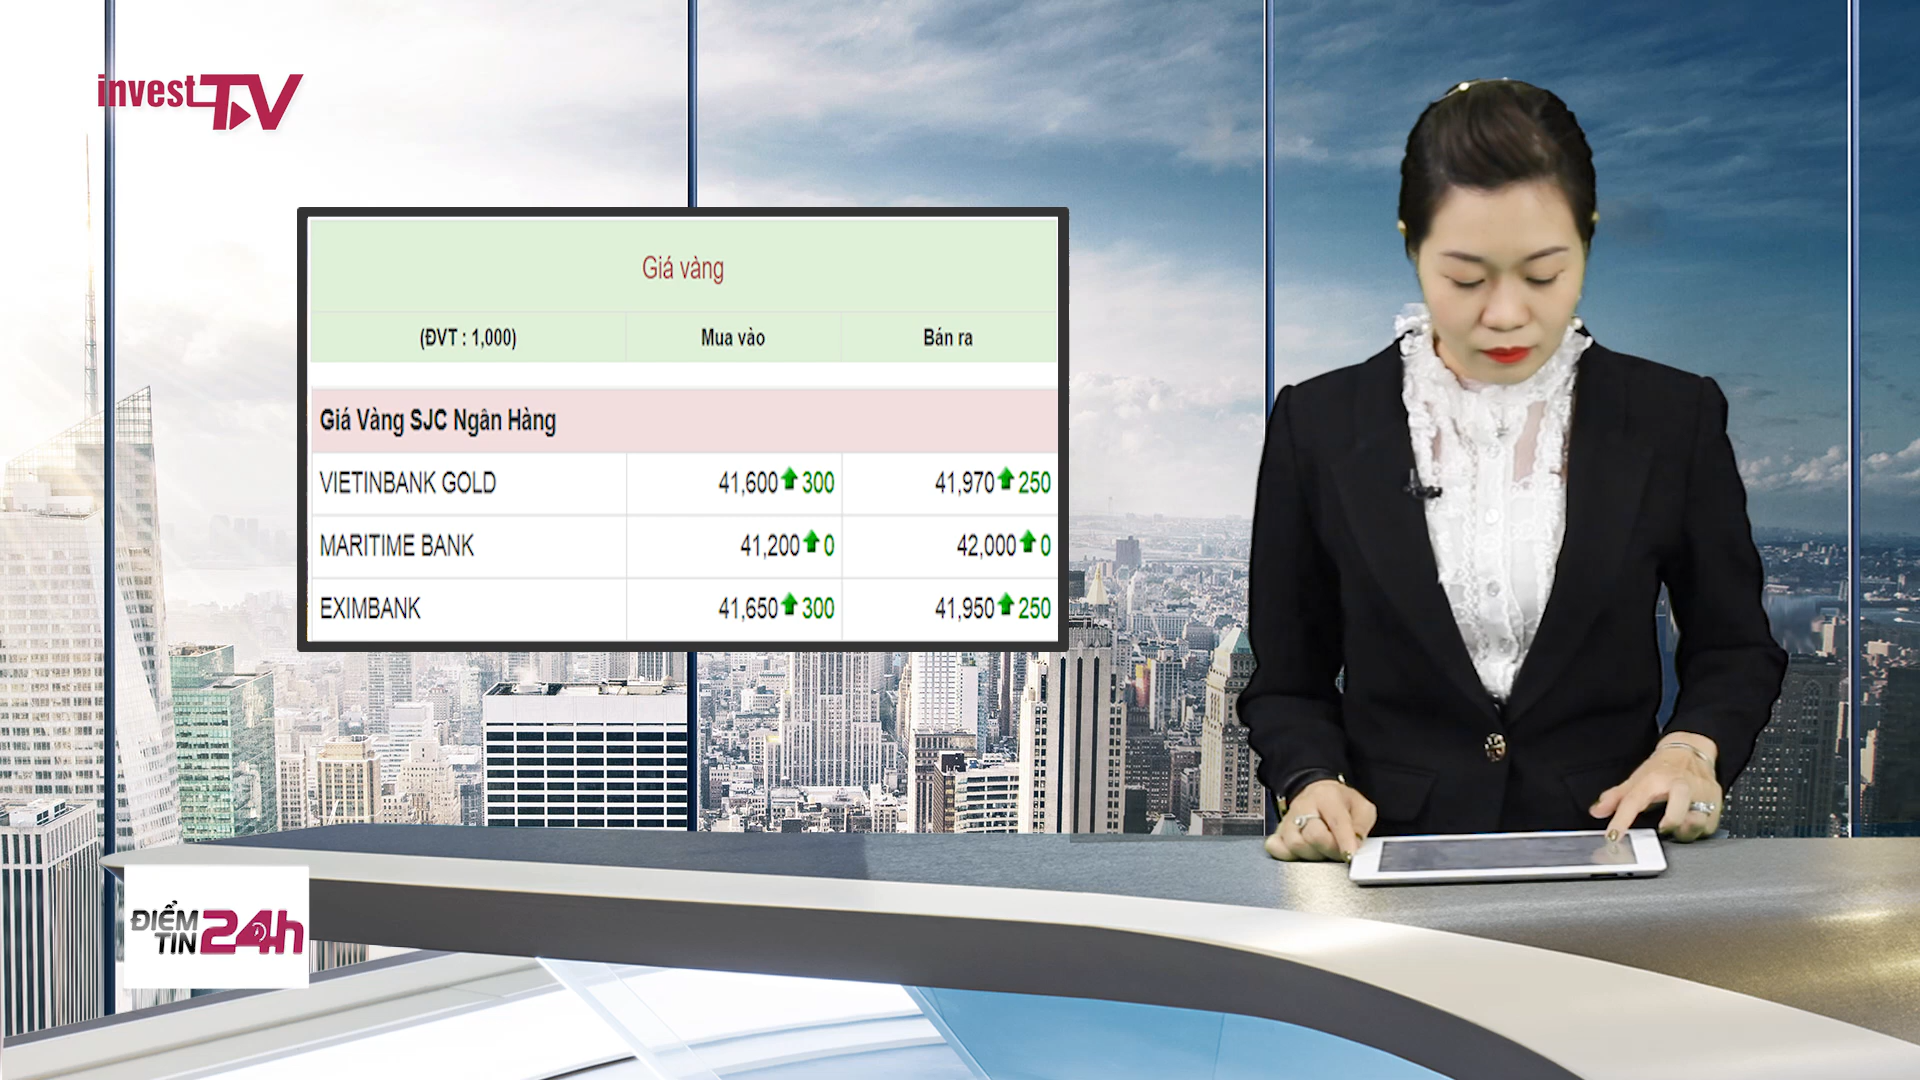 investTV
Giá vàng
(ĐVT : 1,000) Mua vào Bán ra
Giá Vàng SJC Ngân Hàng
VIETINBANK GOLD 41,600 300 41,970 250
MARITIME BANK 41,200 0 42,000 0
EXIMBANK 41,650 300 41,950 250
ĐIỂM
TIN 24h